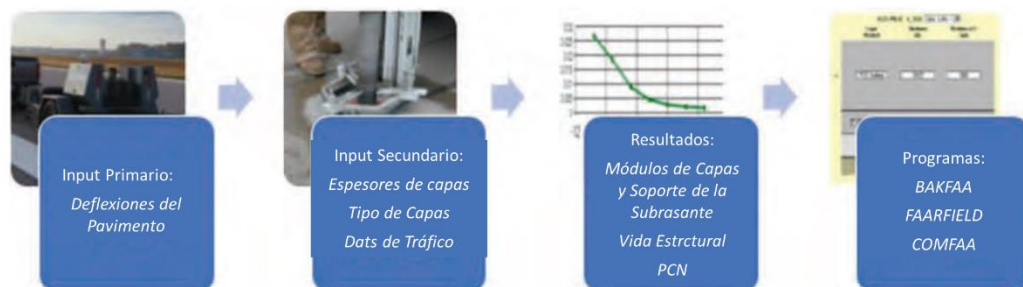 Input Primario:
Deflexiones del
Pavimento
Input Secundario:
Espesores de capas
Tipo de Capas
Dats de Tráfico
Resultados:
Módulos de Capas
y Soporte de la
Subrasante
Vida Estrctural
PCN
Programas:
BAKFAA
FAARFIELD
COMFAA